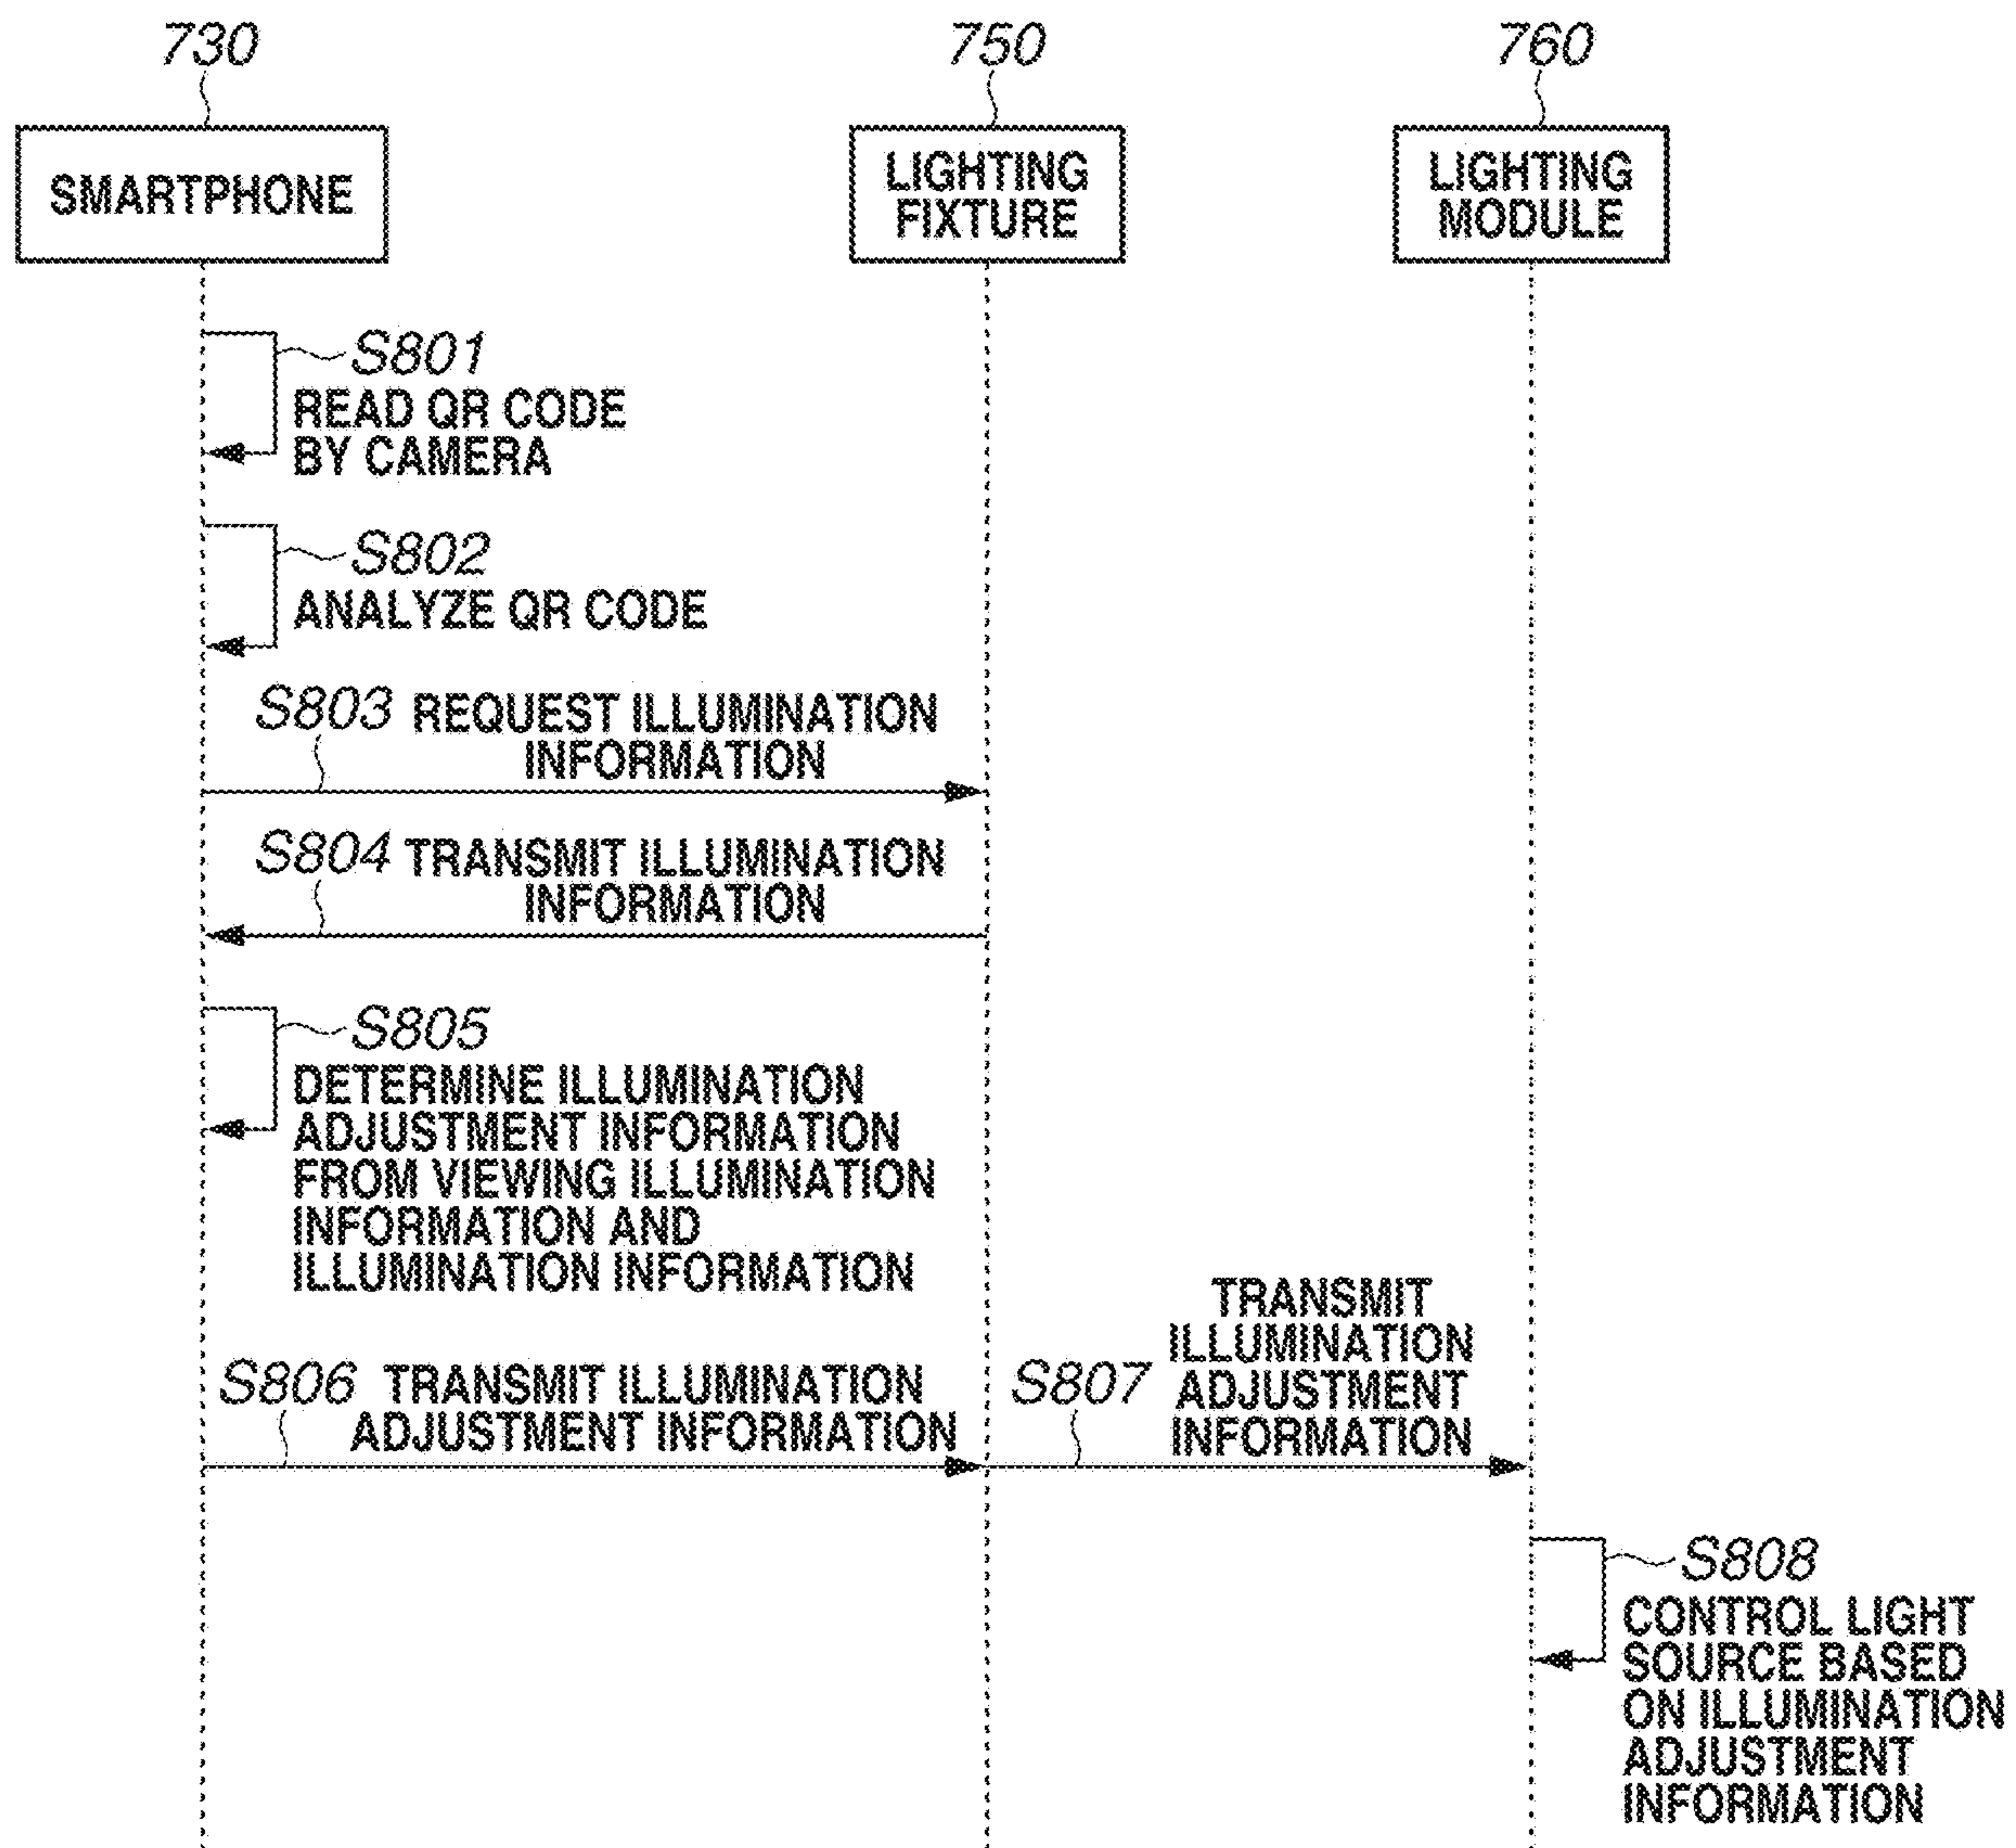 730
750
760
SMARTPHONE
LIGHTING
FIXTURE
LIGHTING
MODULE
S801
READ QR CODE
BY CAMERA
S802
ANALYZE QR CODE
S803
REQUEST ILLUMINATION
INFORMATION
S804
TRANSMIT ILLUMINATION
INFORMATION
S805
DETERMINE ILLUMINATION
ADJUSTMENT INFORMATION
FROM VIEWING ILLUMINATION
INFORMATION AND
ILLUMINATION INFORMATION
S806
TRANSMIT ILLUMINATION
ADJUSTMENT INFORMATION
S807
TRANSMIT
ILLUMINATION
ADJUSTMENT
INFORMATION
S808
CONTROL LIGHT
SOURCE BASED
ON ILLUMINATION
ADJUSTMENT
INFORMATION